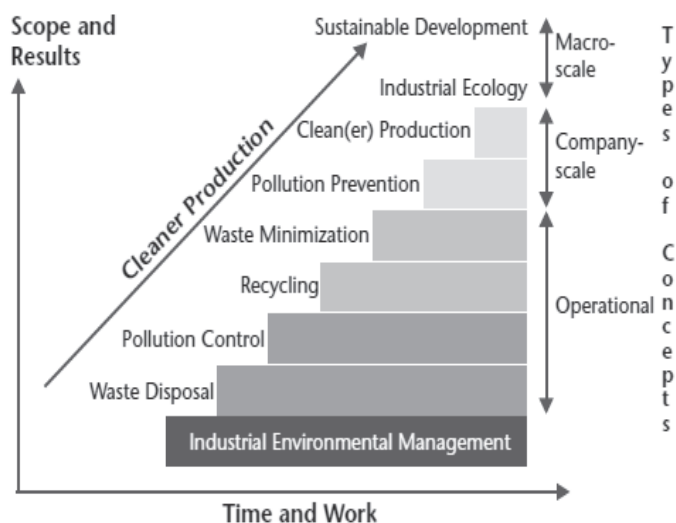 Scope and
Results
Sustainable Development
Macro-
scale
Industrial Ecology
Clean(er) Production
Company-
scale
Pollution Prevention
Waste Minimization
Recycling
Operational
Pollution Control
Waste Disposal
Industrial Environmental Management
Cleaner Production
Time and Work
Types of Concepts